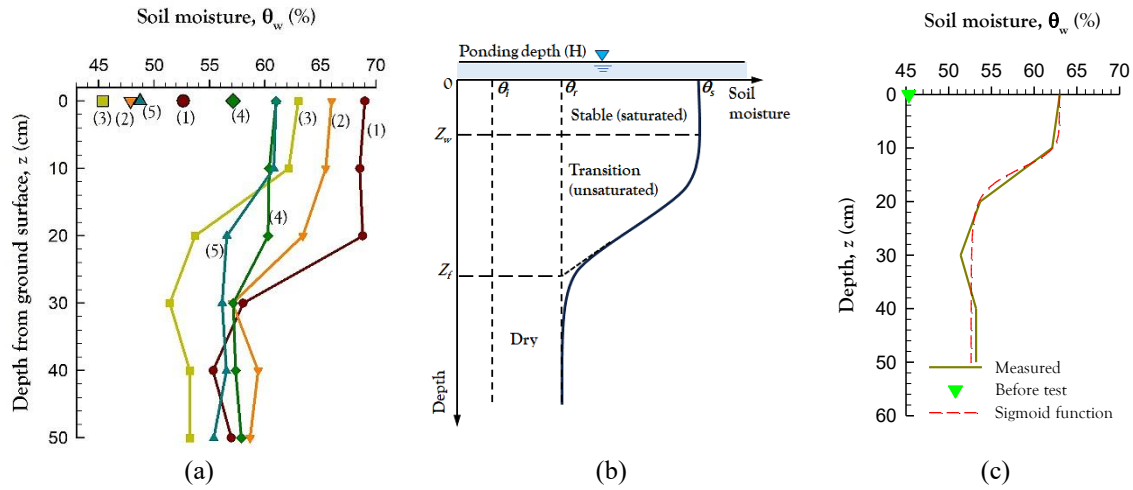 Soil moisture, θw (%)
45 50 55 60 65 70
0
10
20
30
40
50
Depth from ground surface, z (cm)
(3) (2) (5) (1) (4)
(3) (2) (1)
(4)
(5)
(a)
Ponding depth (H)
0 θi θr θs
Soil
moisture
Stable (saturated)
Zw
Transition
(unsaturated)
Zf
Dry
Depth
(b)
Soil moisture, θw (%)
45 50 55 60 65 70
0
10
20
30
40
50
60
Depth, z (cm)
Measured
Before test
Sigmoid function
(c)